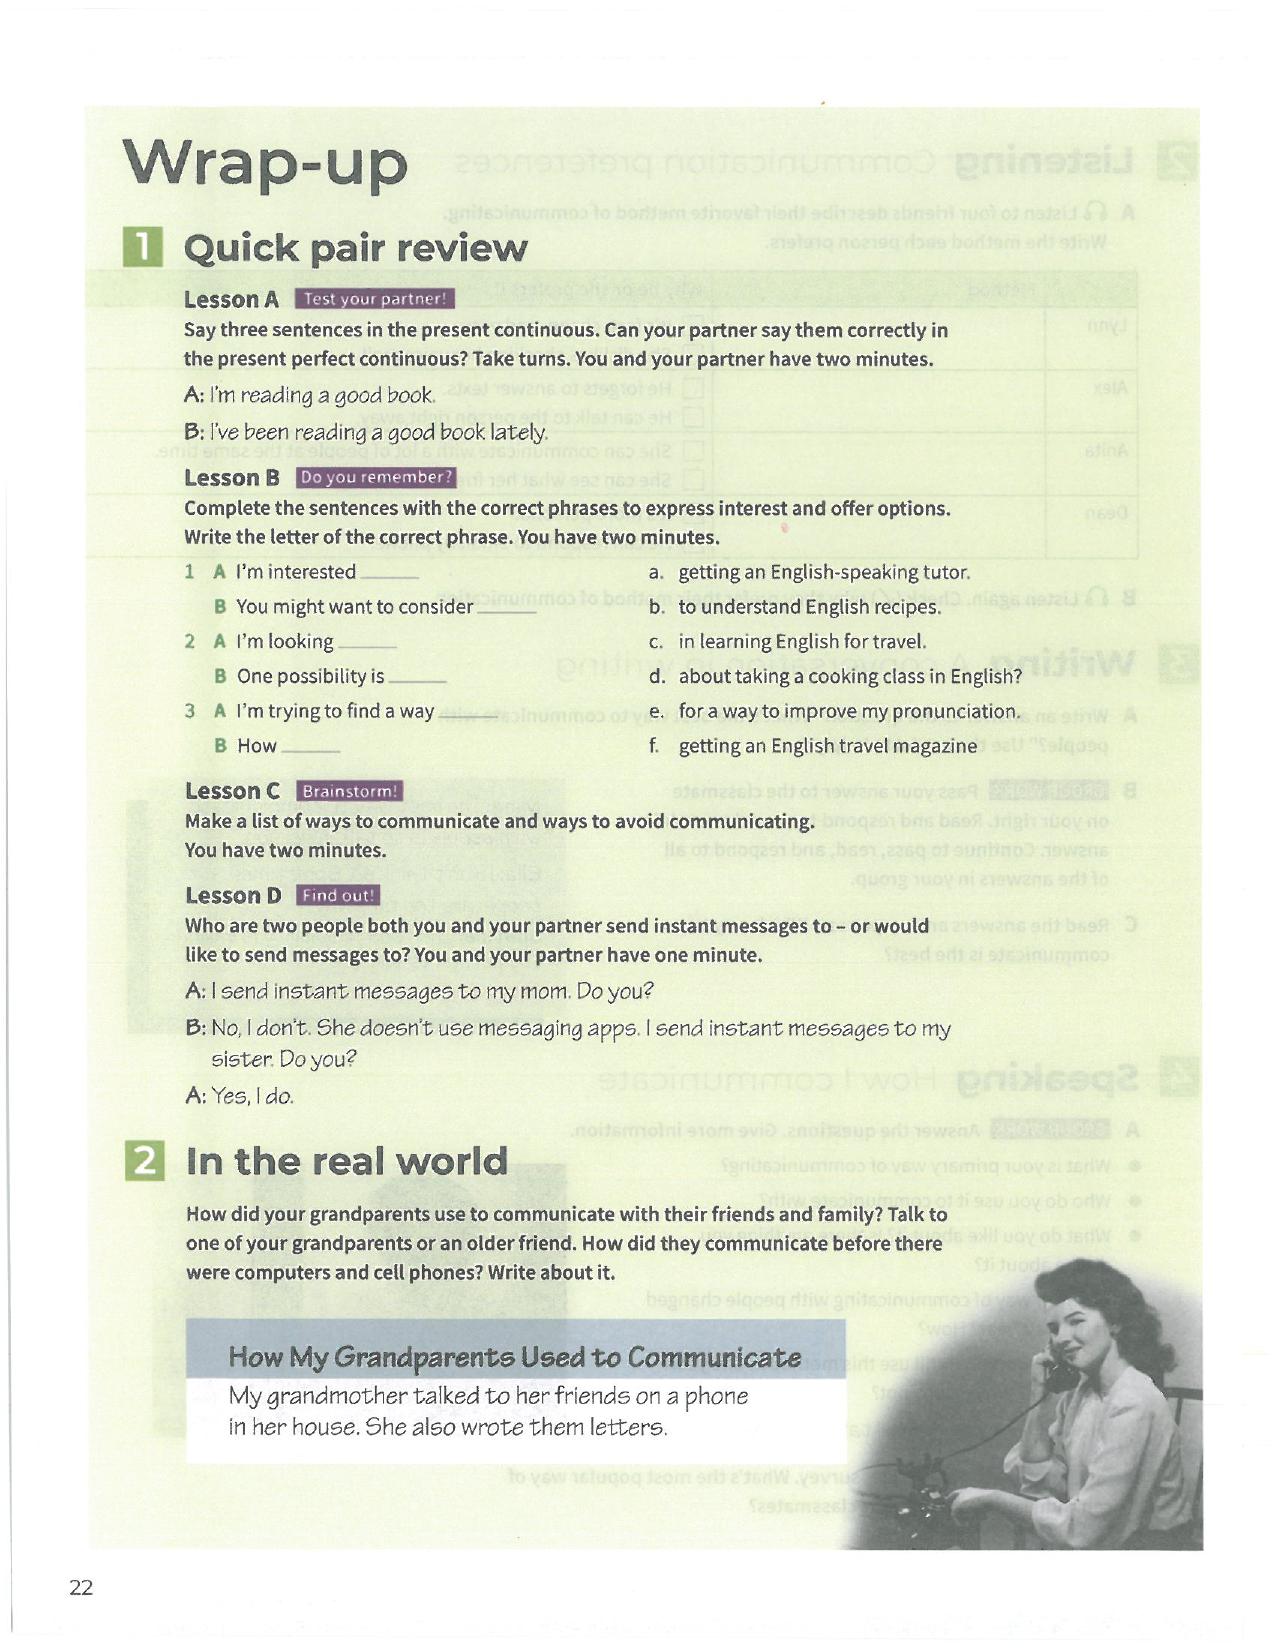 Wrap-up
1 Quick pair review
Lesson A Test your partner!
Say three sentences in the present continuous. Can your partner say them correctly in
the present perfect continuous? Take turns. You and your partner have two minutes.
A: I'm reading a good book.
B: I've been reading a good book lately.
Lesson B Do you remember?
Complete the sentences with the correct phrases to express interest and offer options.
Write the letter of the correct phrase. You have two minutes.
1 A I'm interested ______ a. getting an English-speaking tutor.
B You might want to consider ______ b. to understand English recipes.
2 A I'm looking ______ c. in learning English for travel.
B One possibility is ______ d. about taking a cooking class in English?
3 A I'm trying to find a way ______ e. for a way to improve my pronunciation.
B How ______ f. getting an English travel magazine
Lesson C Brainstorm!
Make a list of ways to communicate and ways to avoid communicating.
You have two minutes.
Lesson D Find out!
Who are two people both you and your partner send instant messages to – or would
like to send messages to? You and your partner have one minute.
A: I send instant messages to my mom. Do you?
B: No, I don't. She doesn't use messaging apps. I send instant messages to my
sister. Do you?
A: Yes, I do.
2 In the real world
How did your grandparents use to communicate with their friends and family? Talk to
one of your grandparents or an older friend. How did they communicate before there
were computers and cell phones? Write about it.
How My Grandparents Used to Communicate
My grandmother talked to her friends on a phone
in her house. She also wrote them letters.
22